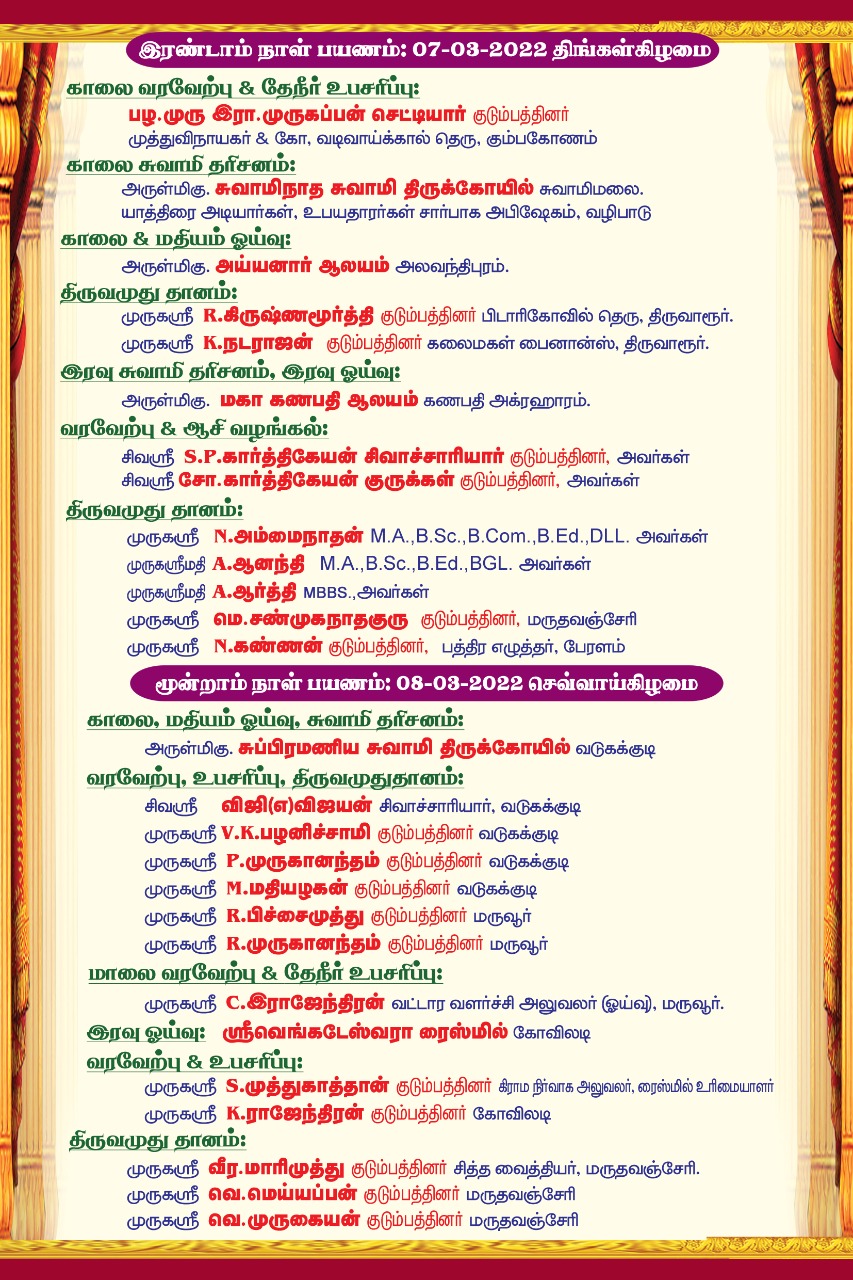 இரண்டாம் நாள் பயணம்: 07-03-2022 திங்கள்கிழமை
காலை வரவேற்பு & தேநீர் உபசரிப்பு:
பழ.முரு இரா.முருகப்பன் செட்டியார் குடும்பத்தினர்
முத்துவிநாயகர் & கோ, வடிவாய்க்கால் தெரு, கும்பகோணம்
காலை சுவாமி தரிசனம்:
அருள்மிகு. சுவாமிநாத சுவாமி திருக்கோயில் சுவாமிமலை.
யாத்திரை அடியார்கள், உபயதாரர்கள் சார்பாக அபிஷேகம், வழிபாடு
காலை & மதியம் ஓய்வு:
அருள்மிகு. அய்யனார் ஆலயம் அலவந்திபுரம்.
திருவமுது தானம்:
முருகஸ்ரீ R.கிருஷ்ணமூர்த்தி குடும்பத்தினர் பிடாரிகோவில் தெரு, திருவாரூர்.
முருகஸ்ரீ K.நடராஜன் குடும்பத்தினர் கலைமகள் பைனான்ஸ், திருவாரூர்.
இரவு சுவாமி தரிசனம், இரவு ஓய்வு:
அருள்மிகு. மகா கணபதி ஆலயம் கணபதி அக்ரஹாரம்.
வரவேற்பு & ஆசி வழங்கல்:
சிவஸ்ரீ S.P.கார்த்திகேயன் சிவாச்சாரியார் குடும்பத்தினர், அவர்கள்
சிவஸ்ரீ சோ.கார்த்திகேயன் குருக்கள் குடும்பத்தினர், அவர்கள்
திருவமுது தானம்:
முருகஸ்ரீ N.அம்மைநாதன் M.A.,B.Sc.,B.Com.,B.Ed.,DLL. அவர்கள்
முருகஸ்ரீமதி A.ஆனந்தி M.A.,B.Sc.,B.Ed.,BGL. அவர்கள்
முருகஸ்ரீமதி A.ஆர்த்தி MBBS.,அவர்கள்
முருகஸ்ரீ மெ.சண்முகநாதகுரு குடும்பத்தினர், மருதவஞ்சேரி
முருகஸ்ரீ N.கண்ணன் குடும்பத்தினர், பத்திர எழுத்தர், பேரளம்
மூன்றாம் நாள் பயணம்: 08-03-2022 செவ்வாய்கிழமை
காலை, மதியம் ஓய்வு, சுவாமி தரிசனம்:
அருள்மிகு. சுப்பிரமணிய சுவாமி திருக்கோயில் வடுகக்குடி
வரவேற்பு, உபசரிப்பு, திருவமுதுதானம்:
சிவஸ்ரீ விஜி(எ)விஜயன் சிவாச்சாரியார், வடுகக்குடி
முருகஸ்ரீ V.K.பழனிச்சாமி குடும்பத்தினர் வடுகக்குடி
முருகஸ்ரீ P.முருகானந்தம் குடும்பத்தினர் வடுகக்குடி
முருகஸ்ரீ M.மதியழகன் குடும்பத்தினர் வடுகக்குடி
முருகஸ்ரீ R.பிச்சைமுத்து குடும்பத்தினர் மருவூர்
முருகஸ்ரீ R.முருகானந்தம் குடும்பத்தினர் மருவூர்
மாலை வரவேற்பு & தேநீர் உபசரிப்பு:
முருகஸ்ரீ C.இராஜேந்திரன் வட்டார வளர்ச்சி அலுவலர் (ஓய்வு), மருவூர்.
இரவு ஓய்வு: ஸ்ரீவெங்கடேஸ்வரா ரைஸ்மில் கோவிலடி
வரவேற்பு & உபசரிப்பு:
முருகஸ்ரீ S.முத்துகாத்தான் குடும்பத்தினர் கிராம நிர்வாக அலுவலர், ரைஸ்மில் உரிமையாளர்
முருகஸ்ரீ K.ராஜேந்திரன் குடும்பத்தினர் கோவிலடி
திருவமுது தானம்:
முருகஸ்ரீ வீர.மாரிமுத்து குடும்பத்தினர் சித்த வைத்தியர், மருதவஞ்சேரி.
முருகஸ்ரீ வெ.மெய்யப்பன் குடும்பத்தினர் மருதவஞ்சேரி
முருகஸ்ரீ வெ.முருகையன் குடும்பத்தினர் மருதவஞ்சேரி